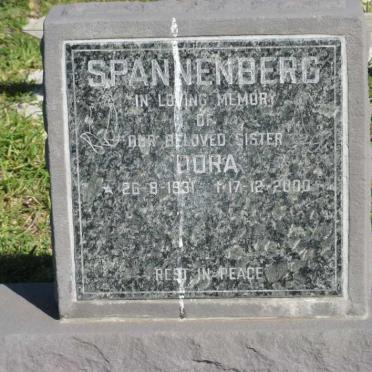 SPANNENBERG
IN LOVING MEMORY
OF
OUR BELOVED SISTER
DORA
* 26-8-1931 †17-12-2000
REST IN PEACE